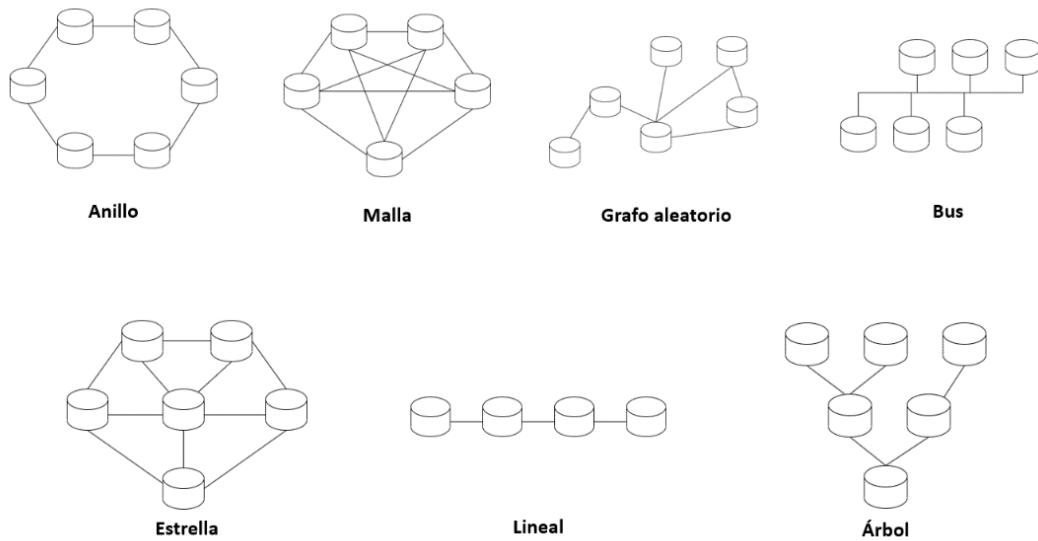 Anillo
Malla
Grafo aleatorio
Bus
Estrella
Lineal
Árbol